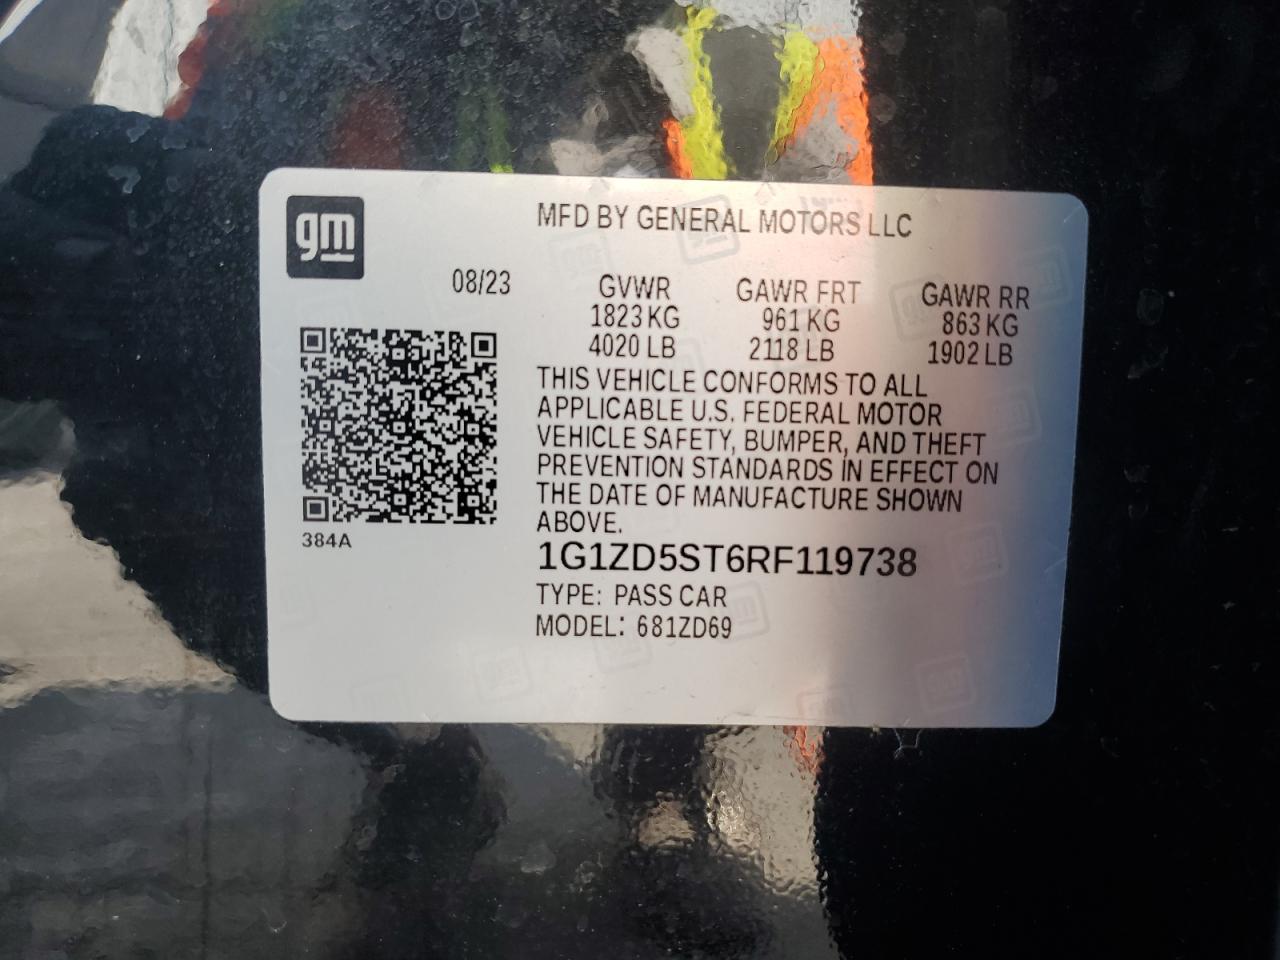 gm
MFD BY GENERAL MOTORS LLC
08/23
GVWR GAWR FRT GAWR RR
1823 KG 961 KG 863 KG
4020 LB 2118 LB 1902 LB
THIS VEHICLE CONFORMS TO ALL
APPLICABLE U.S. FEDERAL MOTOR
VEHICLE SAFETY, BUMPER, AND THEFT
PREVENTION STANDARDS IN EFFECT ON
THE DATE OF MANUFACTURE SHOWN
ABOVE.
384A
1G1ZD5ST6RF119738
TYPE: PASS CAR
MODEL: 681ZD69